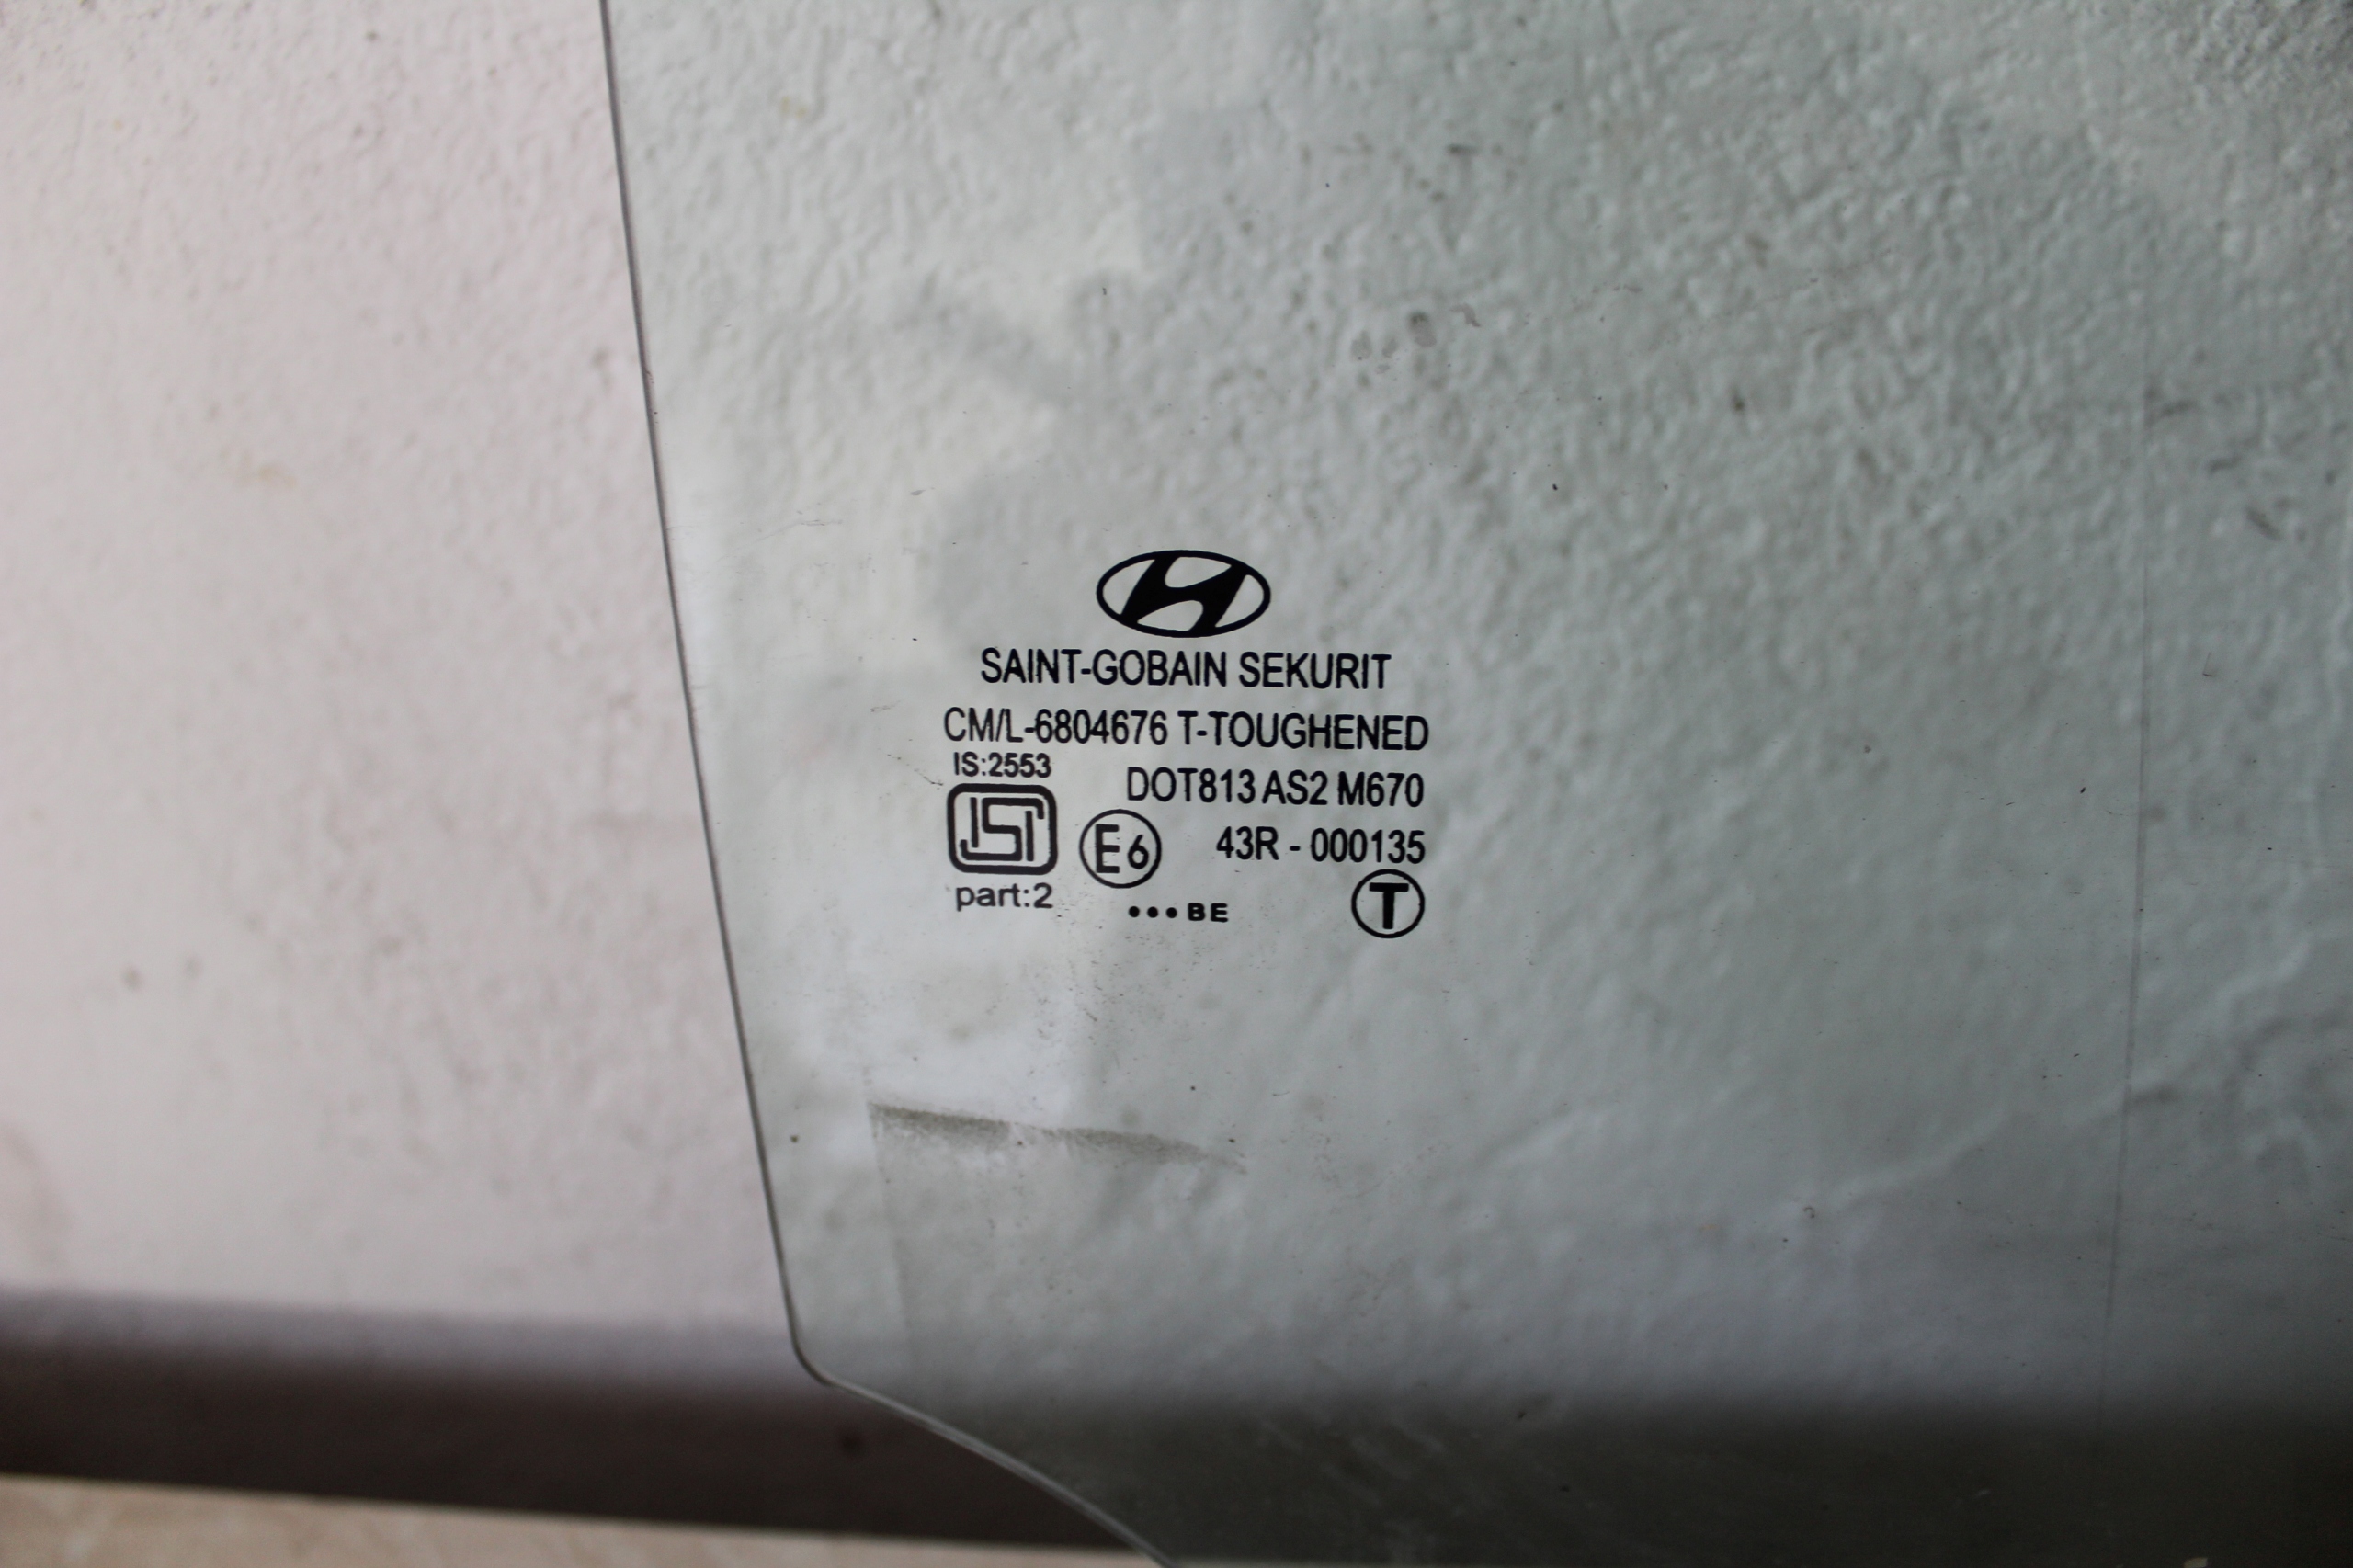 SAINT-GOBAIN SEKURIT
CM/L-6804676 T-TOUGHENED
IS:2553
DOT813 AS2 M670
ISI
E6
43R - 000135
part:2
•••BE
T